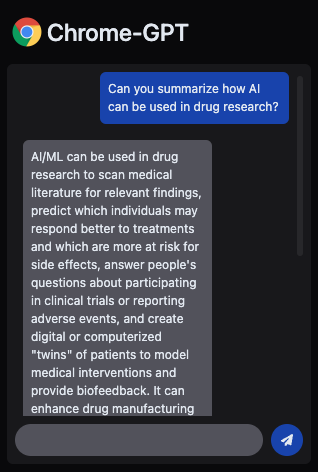 Chrome-GPT
Can you summarize how AI
can be used in drug research?
AI/ML can be used in drug
research to scan medical
literature for relevant findings,
predict which individuals may
respond better to treatments
and which are more at risk for
side effects, answer people's
questions about participating
in clinical trials or reporting
adverse events, and create
digital or computerized
"twins" of patients to model
medical interventions and
provide biofeedback. It can
enhance drug manufacturing